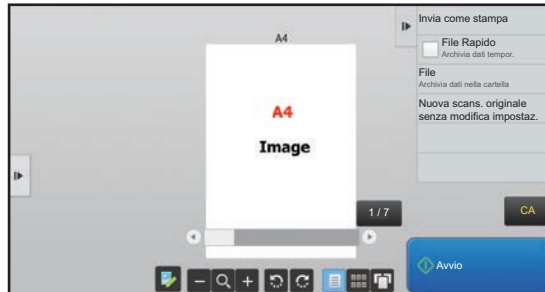 A4
A4
Image
1 / 7
Invia come stampa
File Rapido
Archivia dati tempor.
File
Archivia dati nella cartella
Nuova scans. originale
senza modifica impostaz.
CA
Avvio